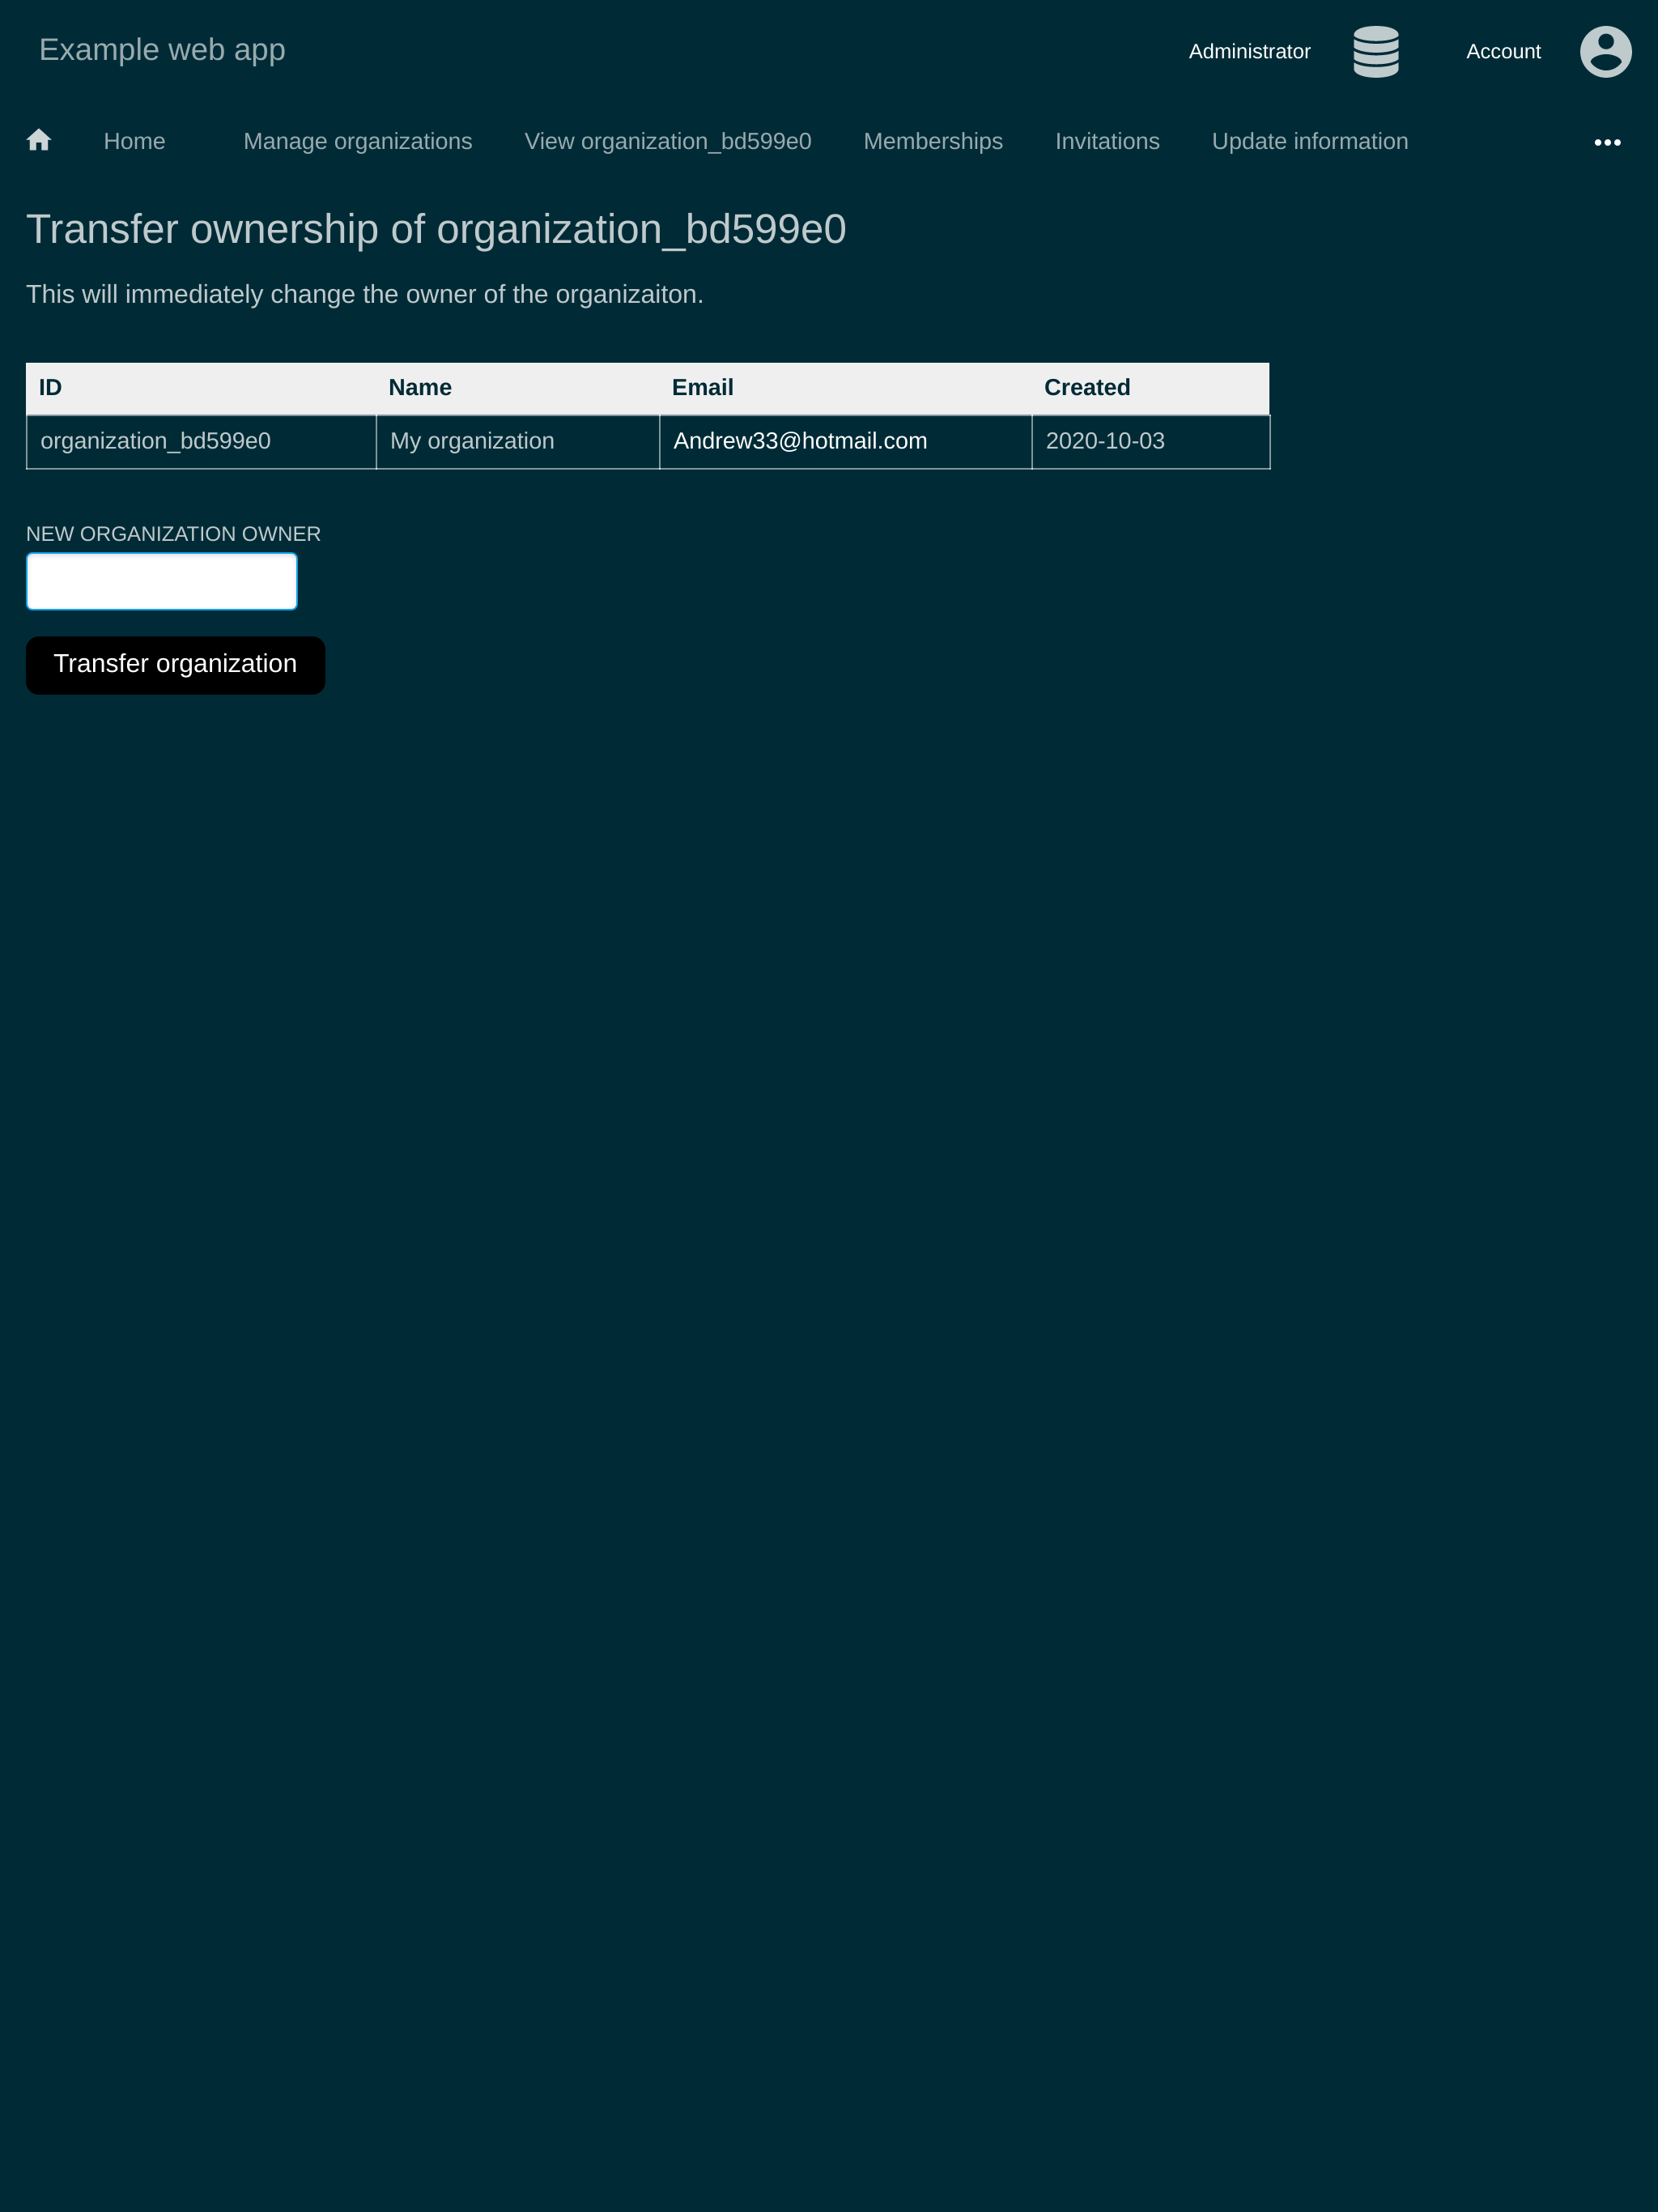 Example web app
Administrator
Account
Home
Manage organizations
View organization_bd599e0
Memberships
Invitations
Update information
Transfer ownership of organization_bd599e0
This will immediately change the owner of the organizaiton.
ID Name Email Created
organization_bd599e0 My organization Andrew33@hotmail.com 2020-10-03
NEW ORGANIZATION OWNER
Transfer organization